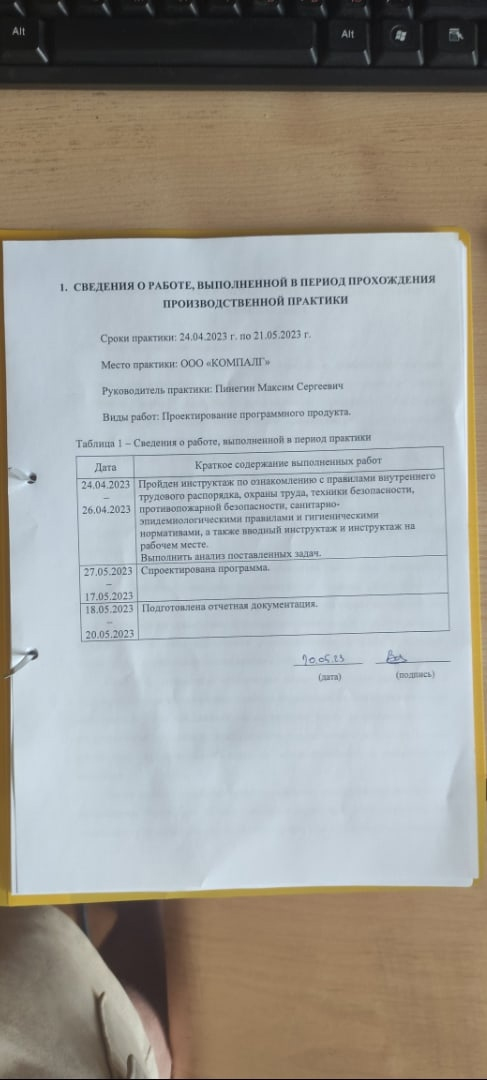 Alt
Alt
1. СВЕДЕНИЯ О РАБОТЕ, ВЫПОЛНЕННОЙ В ПЕРИОД ПРОХОЖДЕНИЯ
ПРОИЗВОДСТВЕННОЙ ПРАКТИКИ
Сроки практики: 24.04.2023 г. по 21.05.2023 г.
Место практики: ООО «КОМПАЛГ»
Руководитель практики: Пинегин Максим Сергеевич
Виды работ: Проектирование программного продукта.
Таблица 1 – Сведения о работе, выполненной в период практики
Дата Краткое содержание выполненных работ
24.04.2023 Пройден инструктаж по ознакомлению с правилами внутреннего
– трудового распорядка, охраны труда, техники безопасности,
26.04.2023 противопожарной безопасности, санитарно-
эпидемиологическими правилами и гигиеническими
нормативами, а также вводный инструктаж и инструктаж на
рабочем месте.
Выполнить анализ поставленных задач.
27.05.2023 Спроектирована программа.
–
17.05.2023
18.05.2023 Подготовлена отчетная документация.
–
20.05.2023
20.05.23
(дата) (подпись)